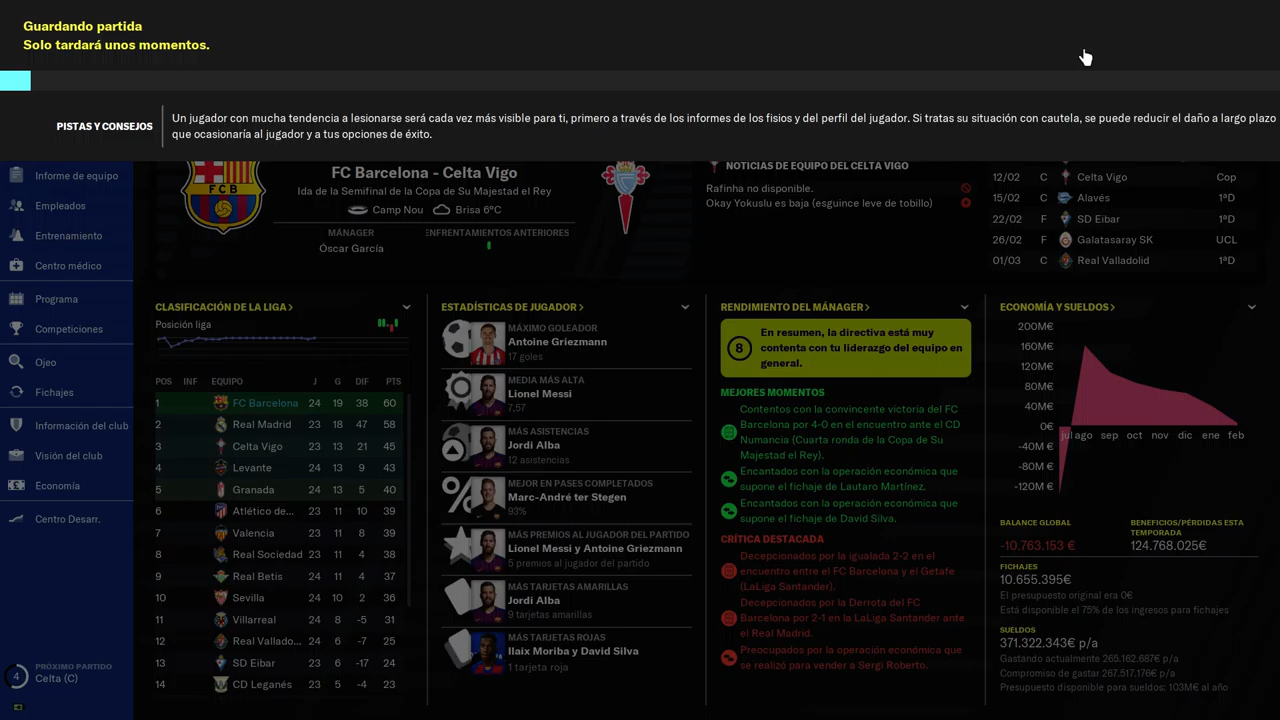 Guardando partida
Solo tardará unos momentos.
PISTAS Y CONSEJOS
Un jugador con mucha tendencia a lesionarse será cada vez más visible para ti, primero a través de los informes de los fisios y del perfil del jugador. Si tratas su situación con cautela, se puede reducir el daño a largo plazo
que ocasionaría al jugador y a tus opciones de éxito.
Informe de equipo
Empleados
Entrenamiento
Centro médico
Programa
Competiciones
Ojeo
Fichajes
Información del club
Visión del club
Economía
Centro Desarr.
4
PRÓXIMO PARTIDO
Celta (C)
FCB
FC Barcelona - Celta Vigo
Ida de la Semifinal de la Copa de Su Majestad el Rey
Camp Nou Brisa 6ºC
MÁNAGER
Óscar García
ENFRENTAMIENTOS ANTERIORES
NOTICIAS DE EQUIPO DEL CELTA VIGO
Rafinha no disponible.
Okay Yokuslu es baja (esguince leve de tobillo)
12/02 C Celta Vigo Cop
15/02 C Alavés 1ªD
22/02 F SD Eibar 1ªD
26/02 F Galatasaray SK UCL
01/03 C Real Valladolid 1ªD
CLASIFICACIÓN DE LA LIGA >
Posición liga
POS INF EQUIPO J G DIF PTS
1 FC Barcelona 24 19 38 60
2 Real Madrid 23 18 47 58
3 Celta Vigo 23 13 21 45
4 Levante 24 13 9 43
5 Granada 24 13 5 40
6 Atlético de... 23 11 10 39
7 Valencia 23 11 8 39
8 Real Sociedad 23 11 4 38
9 Real Betis 24 11 4 37
10 Sevilla 24 10 2 36
11 Villarreal 24 8 -5 31
12 Real Vallado... 24 6 -7 25
13 SD Eibar 23 6 -17 24
14 CD Leganés 23 5 -4 23
ESTADÍSTICAS DE JUGADOR >
MÁXIMO GOLEADOR
Antoine Griezmann
17 goles
MEDIA MÁS ALTA
Lionel Messi
7,57
MÁS ASISTENCIAS
Jordi Alba
12 asistencias
MEJOR EN PASES COMPLETADOS
Marc-André ter Stegen
93%
MÁS PREMIOS AL JUGADOR DEL PARTIDO
Lionel Messi y Antoine Griezmann
5 premios al jugador del partido
MÁS TARJETAS AMARILLAS
Jordi Alba
9 tarjetas amarillas
MÁS TARJETAS ROJAS
Ilaix Moriba y David Silva
1 tarjeta roja
RENDIMIENTO DEL MÁNAGER >
8
En resumen, la directiva está muy
contenta con tu liderazgo del equipo en
general.
MEJORES MOMENTOS
Contentos con la convincente victoria del FC
Barcelona por 4-0 en el encuentro ante el CD
Numancia (Cuarta ronda de la Copa de Su
Majestad el Rey).
Encantados con la operación económica que
supone el fichaje de Lautaro Martínez.
Encantados con la operación económica que
supone el fichaje de David Silva.
CRÍTICA DESTACADA
Decepcionados por la igualada 2-2 en el
encuentro entre el FC Barcelona y el Getafe
(LaLiga Santander).
Decepcionados por la Derrota del FC
Barcelona por 2-1 en la LaLiga Santander ante
el Real Madrid.
Preocupados por la operación económica que
se realizó para vender a Sergi Roberto.
ECONOMÍA Y SUELDOS >
200M€
160M€
120M€
80M€
40M€
0€
-40M€
-80M€
-120M€
jul ago sep oct nov dic ene feb
BALANCE GLOBAL
-10.763.153 €
BENEFICIOS/PÉRDIDAS ESTA
TEMPORADA
124.768.025€
FICHAJES
10.655.395€
El presupuesto original era 0€
Está disponible el 75% de los ingresos para fichajes
SUELDOS
371.322.343€ p/a
Gastando actualmente 265.162.687€ p/a
Compromiso de gastar 267.517.176€ p/a
Presupuesto disponible para sueldos: 103M€ al año